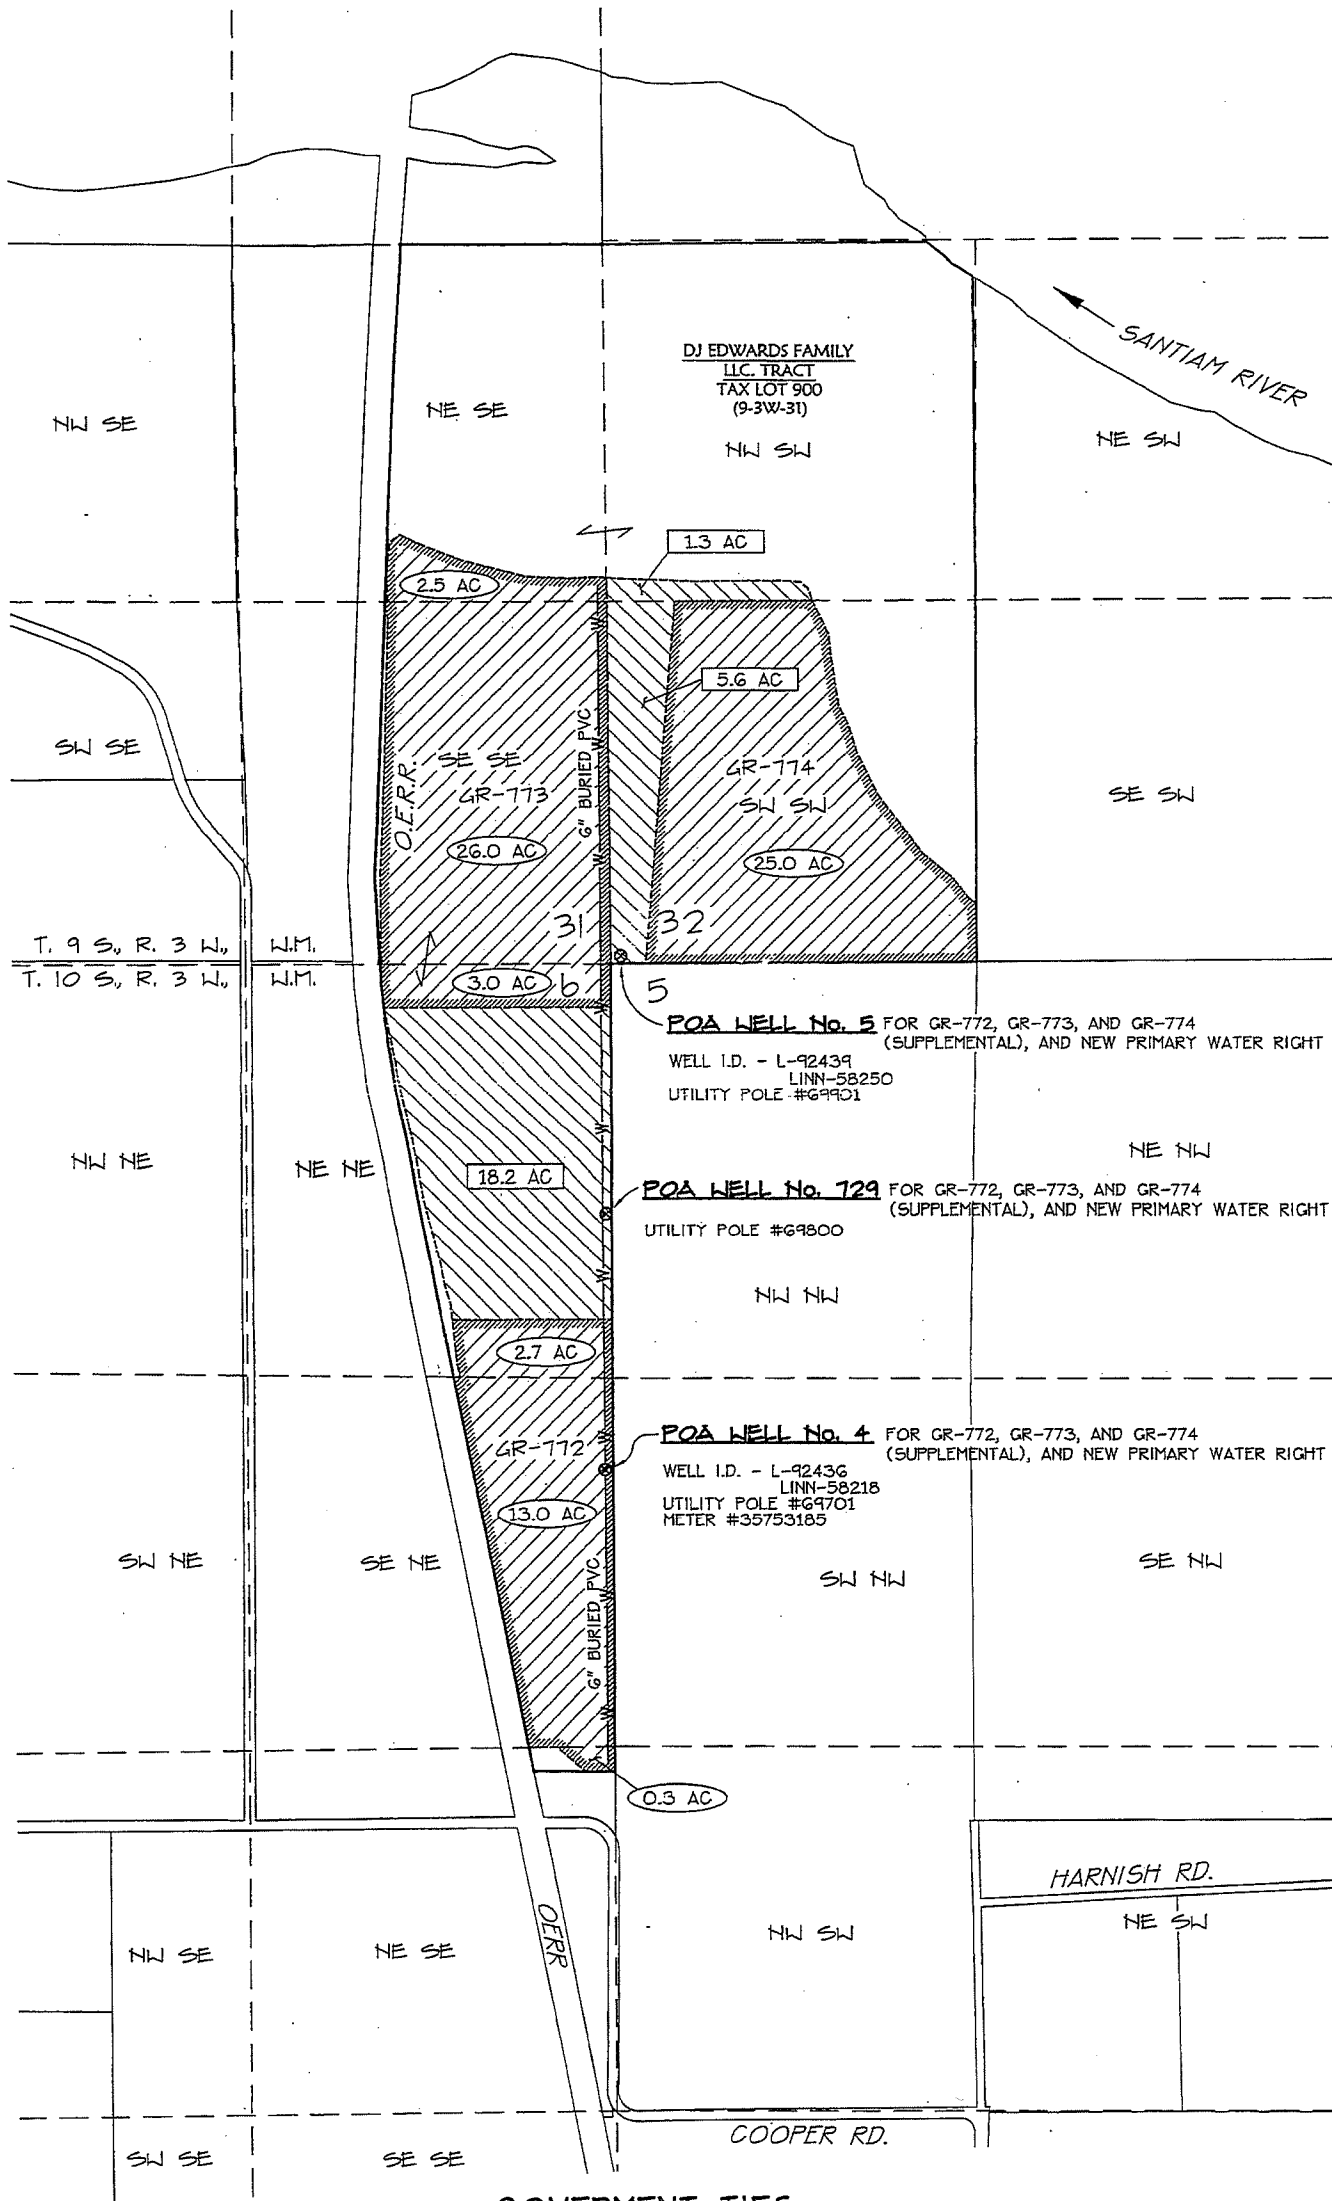 SANTIAM RIVER
DJ EDWARDS FAMILY
LLC. TRACT
TAX LOT 900
(9-3W-31)
NW SE
NE SE
NW SW
NE SW
1.3 AC
2.5 AC
5.6 AC
SW SE
O.E.R.R.
SE SE
GR-773
6" BURIED PVC
W
W
W
GR-774
SW SW
SE SW
26.0 AC
25.0 AC
31
32
T. 9 S., R. 3 W., W.M.
T. 10 S., R. 3 W., W.M.
3.0 AC
6
5
W
POA WELL No. 5 FOR GR-772, GR-773, AND GR-774
(SUPPLEMENTAL), AND NEW PRIMARY WATER RIGHT
WELL I.D. - L-92439
LINN-58250
UTILITY POLE #69901
W
NW NE
NE NE
18.2 AC
NE NW
POA WELL No. 729 FOR GR-772, GR-773, AND GR-774
(SUPPLEMENTAL), AND NEW PRIMARY WATER RIGHT
UTILITY POLE #69800
W
NW NW
2.7 AC
POA WELL No. 4 FOR GR-772, GR-773, AND GR-774
(SUPPLEMENTAL), AND NEW PRIMARY WATER RIGHT
WELL I.D. - L-92436
LINN-58218
UTILITY POLE #69701
METER #35753185
W
GR-772
13.0 AC
SW NE
SE NE
SW NW
SE NW
6" BURIED PVC
W
W
0.3 AC
HARNISH RD.
OERR
NW SE
NE SE
NW SW
NE SW
COOPER RD.
SW SE
SE SE
GOVERMENT TIES